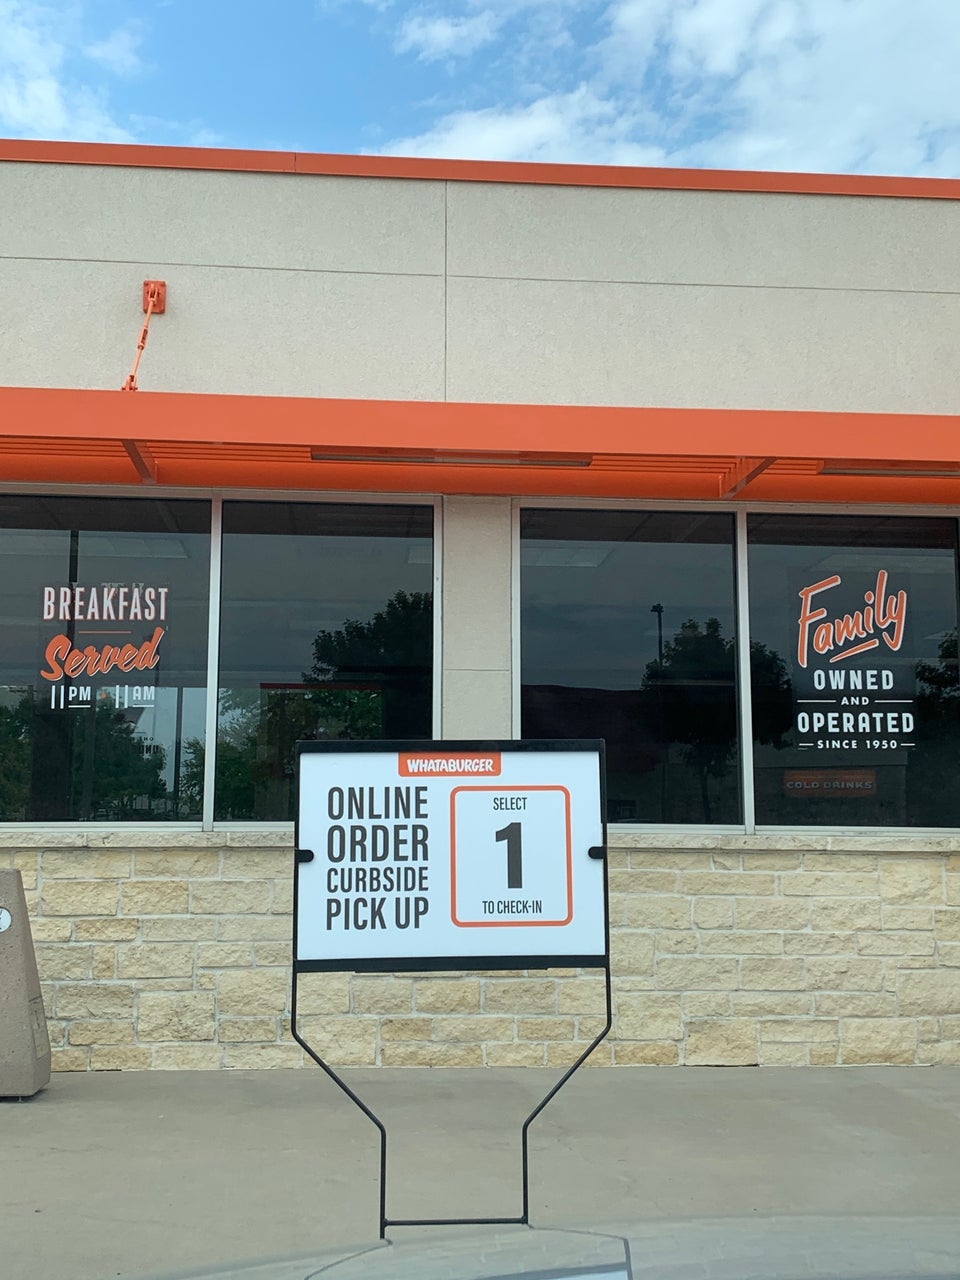 BREAKFAST
Served
11PM 11AM
Family
OWNED
AND
OPERATED
SINCE 1950
COLD DRINKS
WHATABURGER
ONLINE
ORDER
CURBSIDE
PICK UP
SELECT
1
TO CHECK-IN